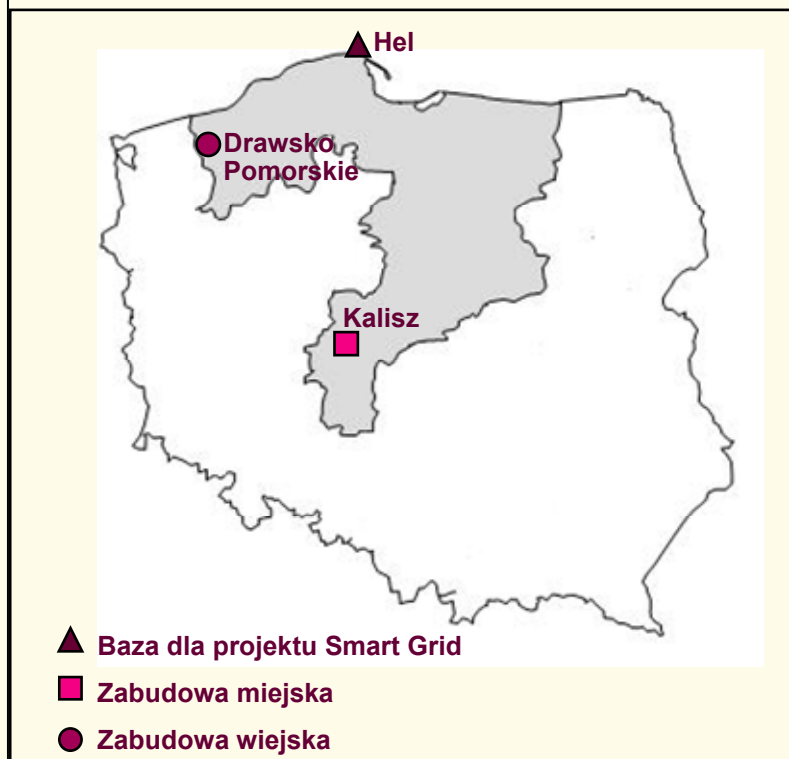 Hel
Drawsko
Pomorskie
Kalisz
Baza dla projektu Smart Grid
Zabudowa miejska
Zabudowa wiejska